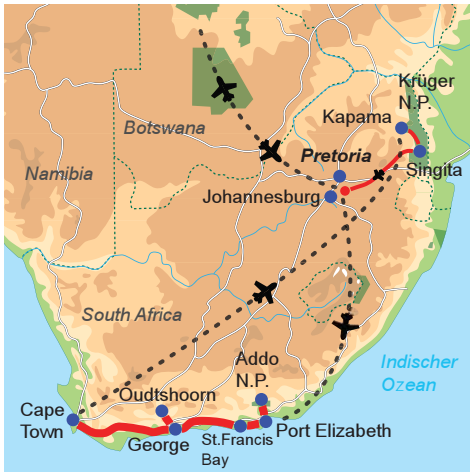 Krüger
N.P.
Kapama
Botswana
Pretoria
Singita
Namibia
Johannesburg
South Africa
Addo
N.P.
Indischer
Ozean
Oudtshoorn
Cape
Town
George
St.Francis
Bay
Port Elizabeth